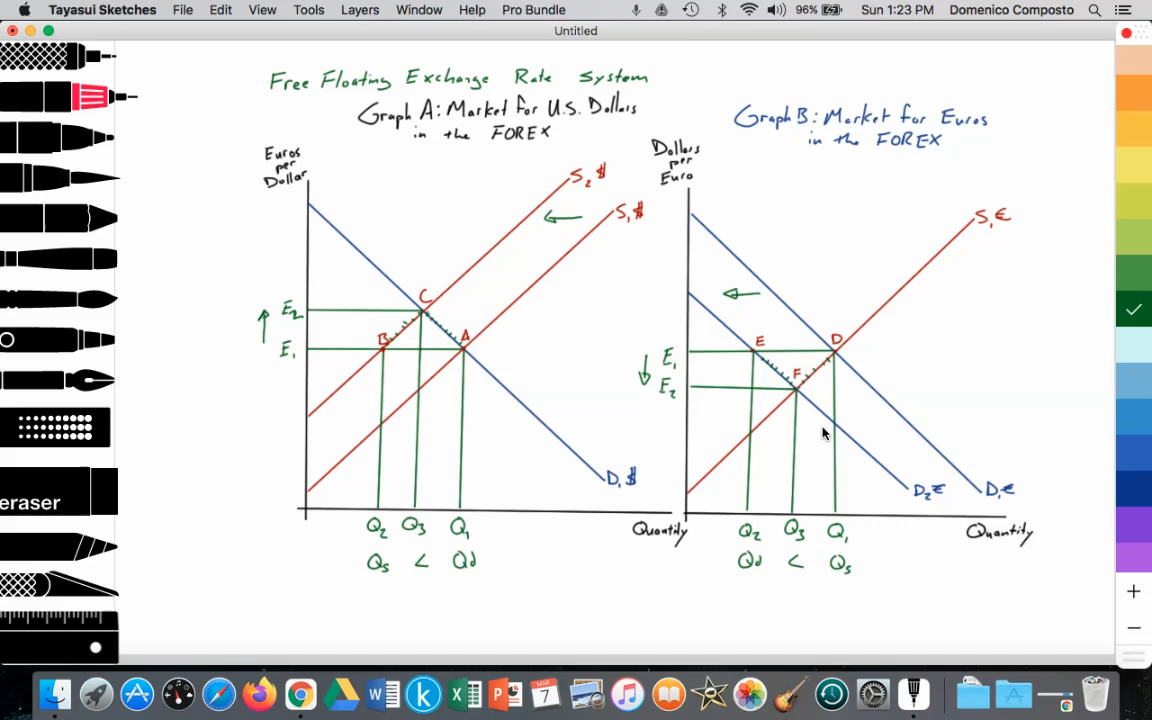 Tayasui Sketches File Edit View Tools Layers Window Help Pro Bundle 96% Sun 1:23 PM Domenico Composto
Untitled
Free Floating Exchange Rate System
Graph A: Market for U.S. Dollars
in the FOREX
Graph B: Market for Euros
in the FOREX
Euros
per
Dollar
Dollars
per
Euro
S₂ $
S₁ $
S₁ €
C
E₂
B
A
E₁
E
D
E₁
F
E₂
D₁ $
D₂ €
D₁ €
Q₂ Q₃ Q₁
Quantity
Q₂ Q₃ Q₁
Quantity
Qs < Qd
Qd < Qs
eraser
MAR
7